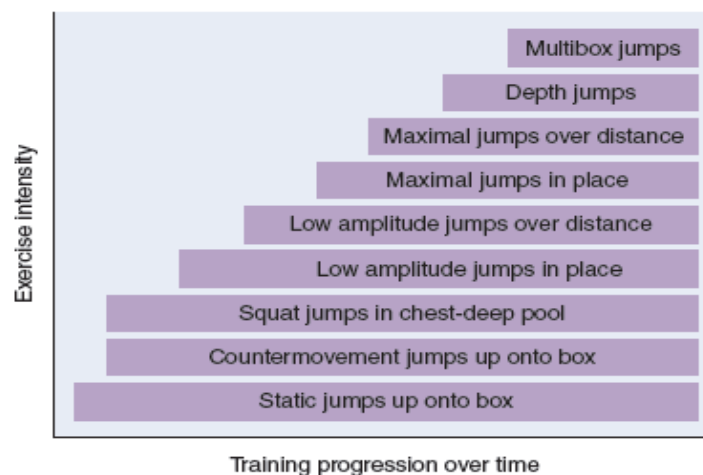 Multibox jumps
Depth jumps
Maximal jumps over distance
Maximal jumps in place
Low amplitude jumps over distance
Low amplitude jumps in place
Squat jumps in chest-deep pool
Countermovement jumps up onto box
Static jumps up onto box
Exercise intensity
Training progression over time